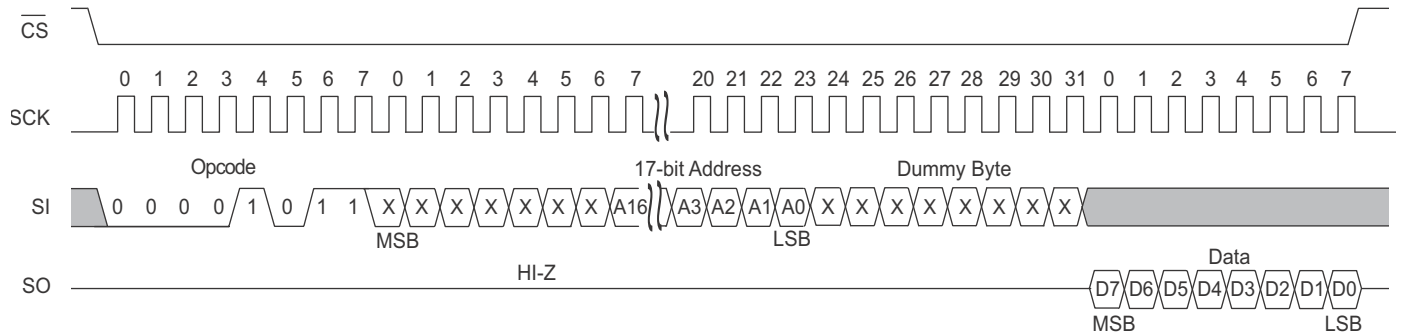 CS
0 1 2 3 4 5 6 7 0 1 2 3 4 5 6 7 20 21 22 23 24 25 26 27 28 29 30 31 0 1 2 3 4 5 6 7
SCK
Opcode 17-bit Address Dummy Byte
SI 0 0 0 0 1 0 1 1 X X X X X X X A16 A3 A2 A1 A0 X X X X X X X X
MSB LSB
HI-Z Data
SO D7 D6 D5 D4 D3 D2 D1 D0
MSB LSB